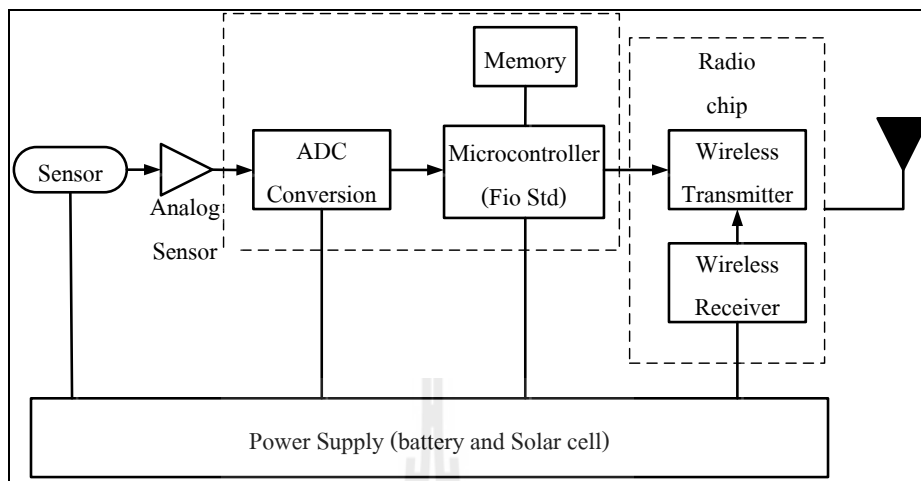 Memory
Radio
chip
Sensor
Analog
Sensor
ADC
Conversion
Microcontroller
(Fio Std)
Wireless
Transmitter
Wireless
Receiver
Power Supply (battery and Solar cell)